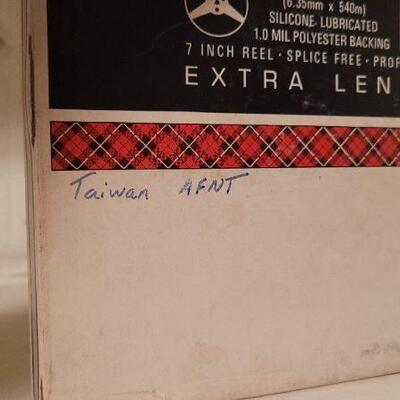 (6.35mm x 540m)
SILICONE LUBRICATED
1.0 MIL POLYESTER BACKING
7 INCH REEL • SPLICE FREE • PROF
EXTRA LEN
Taiwan AFNT